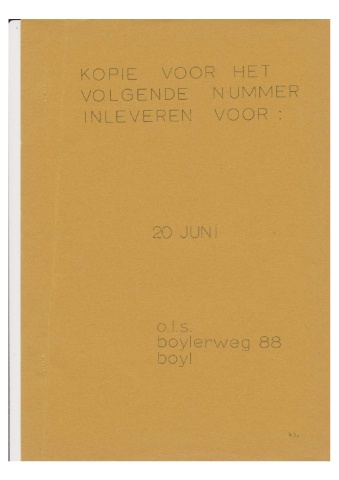 KOPIE VOOR HET
VOLGENDE NUMMER
INLEVEREN VOOR :
20 JUNI
o.l.s.
boylerweg 88
boyl